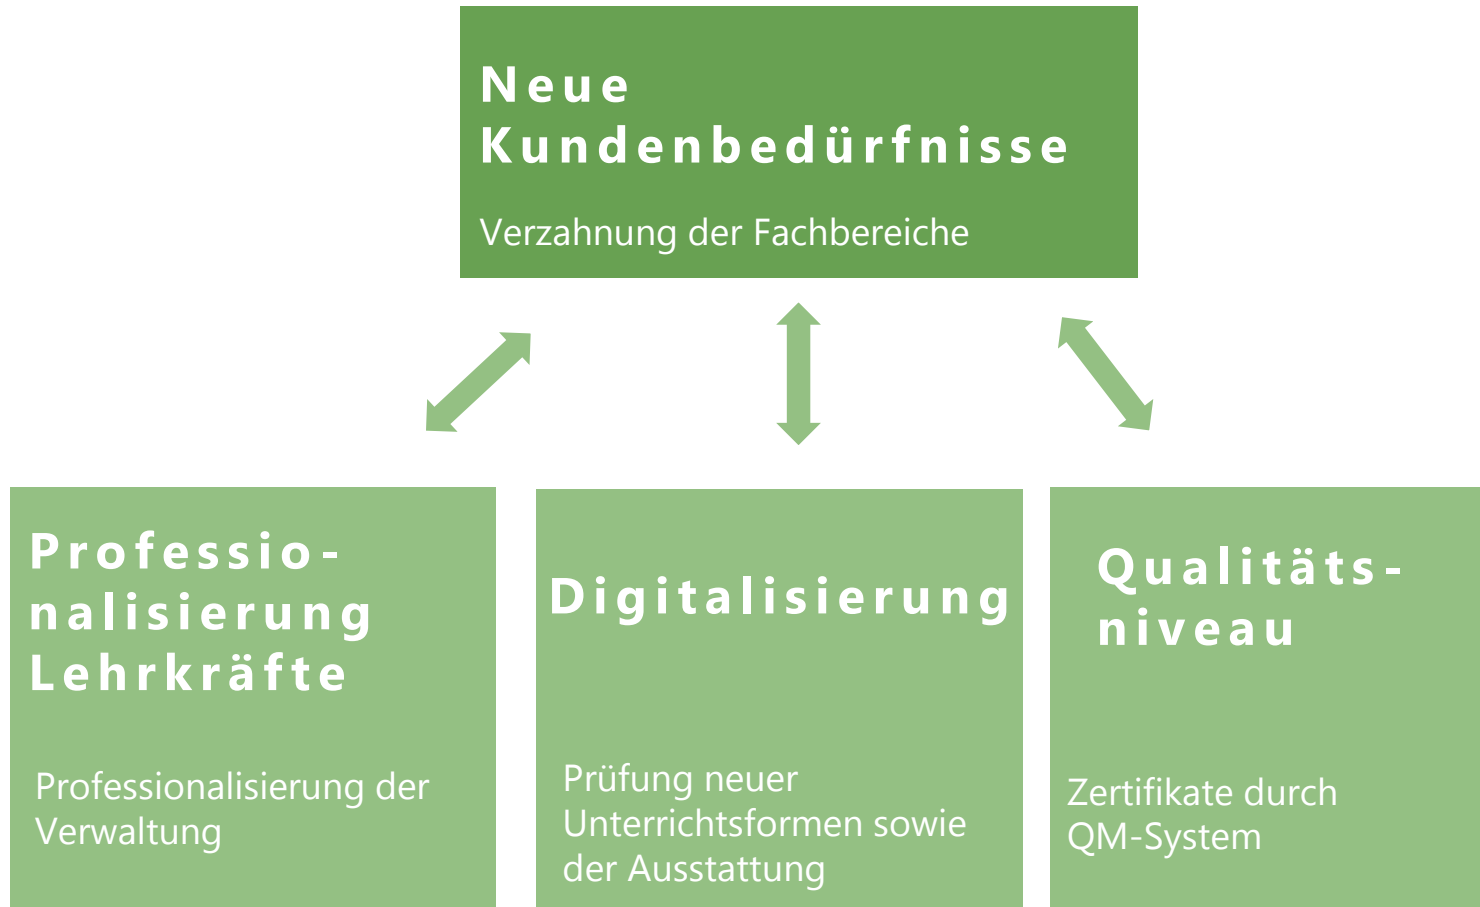 Neue
Kundenbedürfnisse
Verzahnung der Fachbereiche
Professio-
nalisierung
Lehrkräfte
Professionalisierung der
Verwaltung
Digitalisierung
Prüfung neuer
Unterrichtsformen sowie
der Ausstattung
Qualitäts-
niveau
Zertifikate durch
QM-System